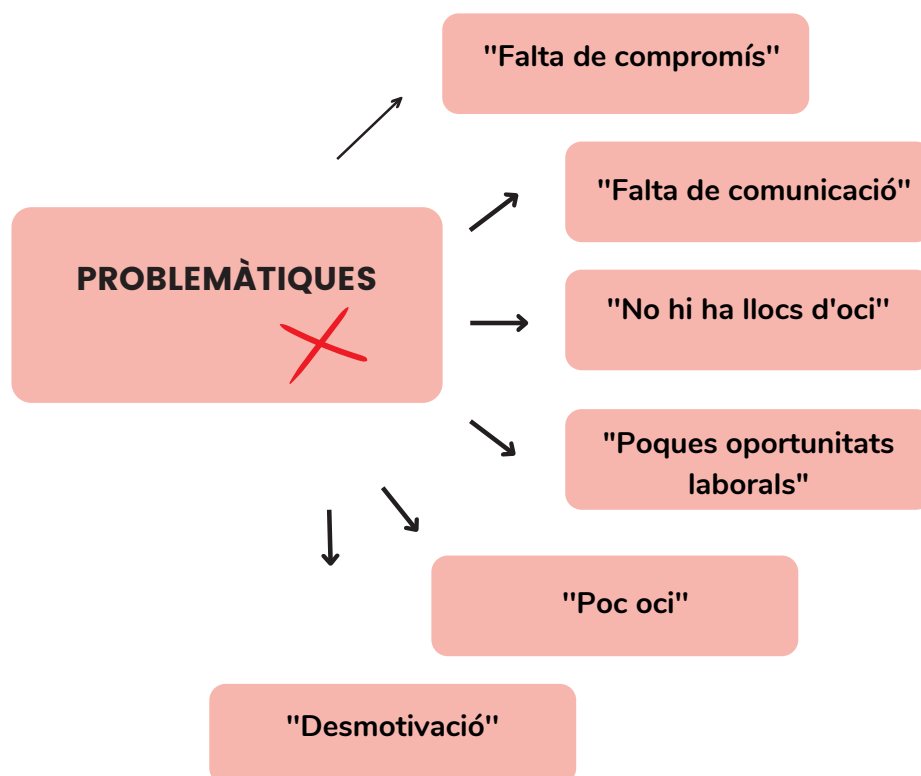 "Falta de compromís"
"Falta de comunicació"
PROBLEMÀTIQUES
"No hi ha llocs d'oci"
"Poques oportunitats
laborals"
"Poc oci"
"Desmotivació"